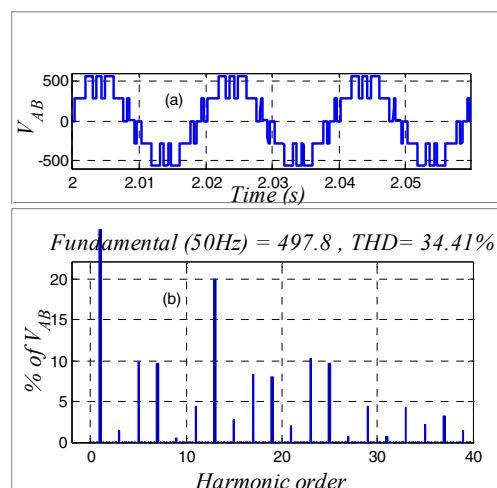 500
0
-500
V_AB
(a)
2 2.01 2.02 2.03 2.04 2.05
Time (s)
Fundamental (50Hz) = 497.8 , THD= 34.41%
20
15
10
5
0
% of V_AB
(b)
0 10 20 30 40
Harmonic order